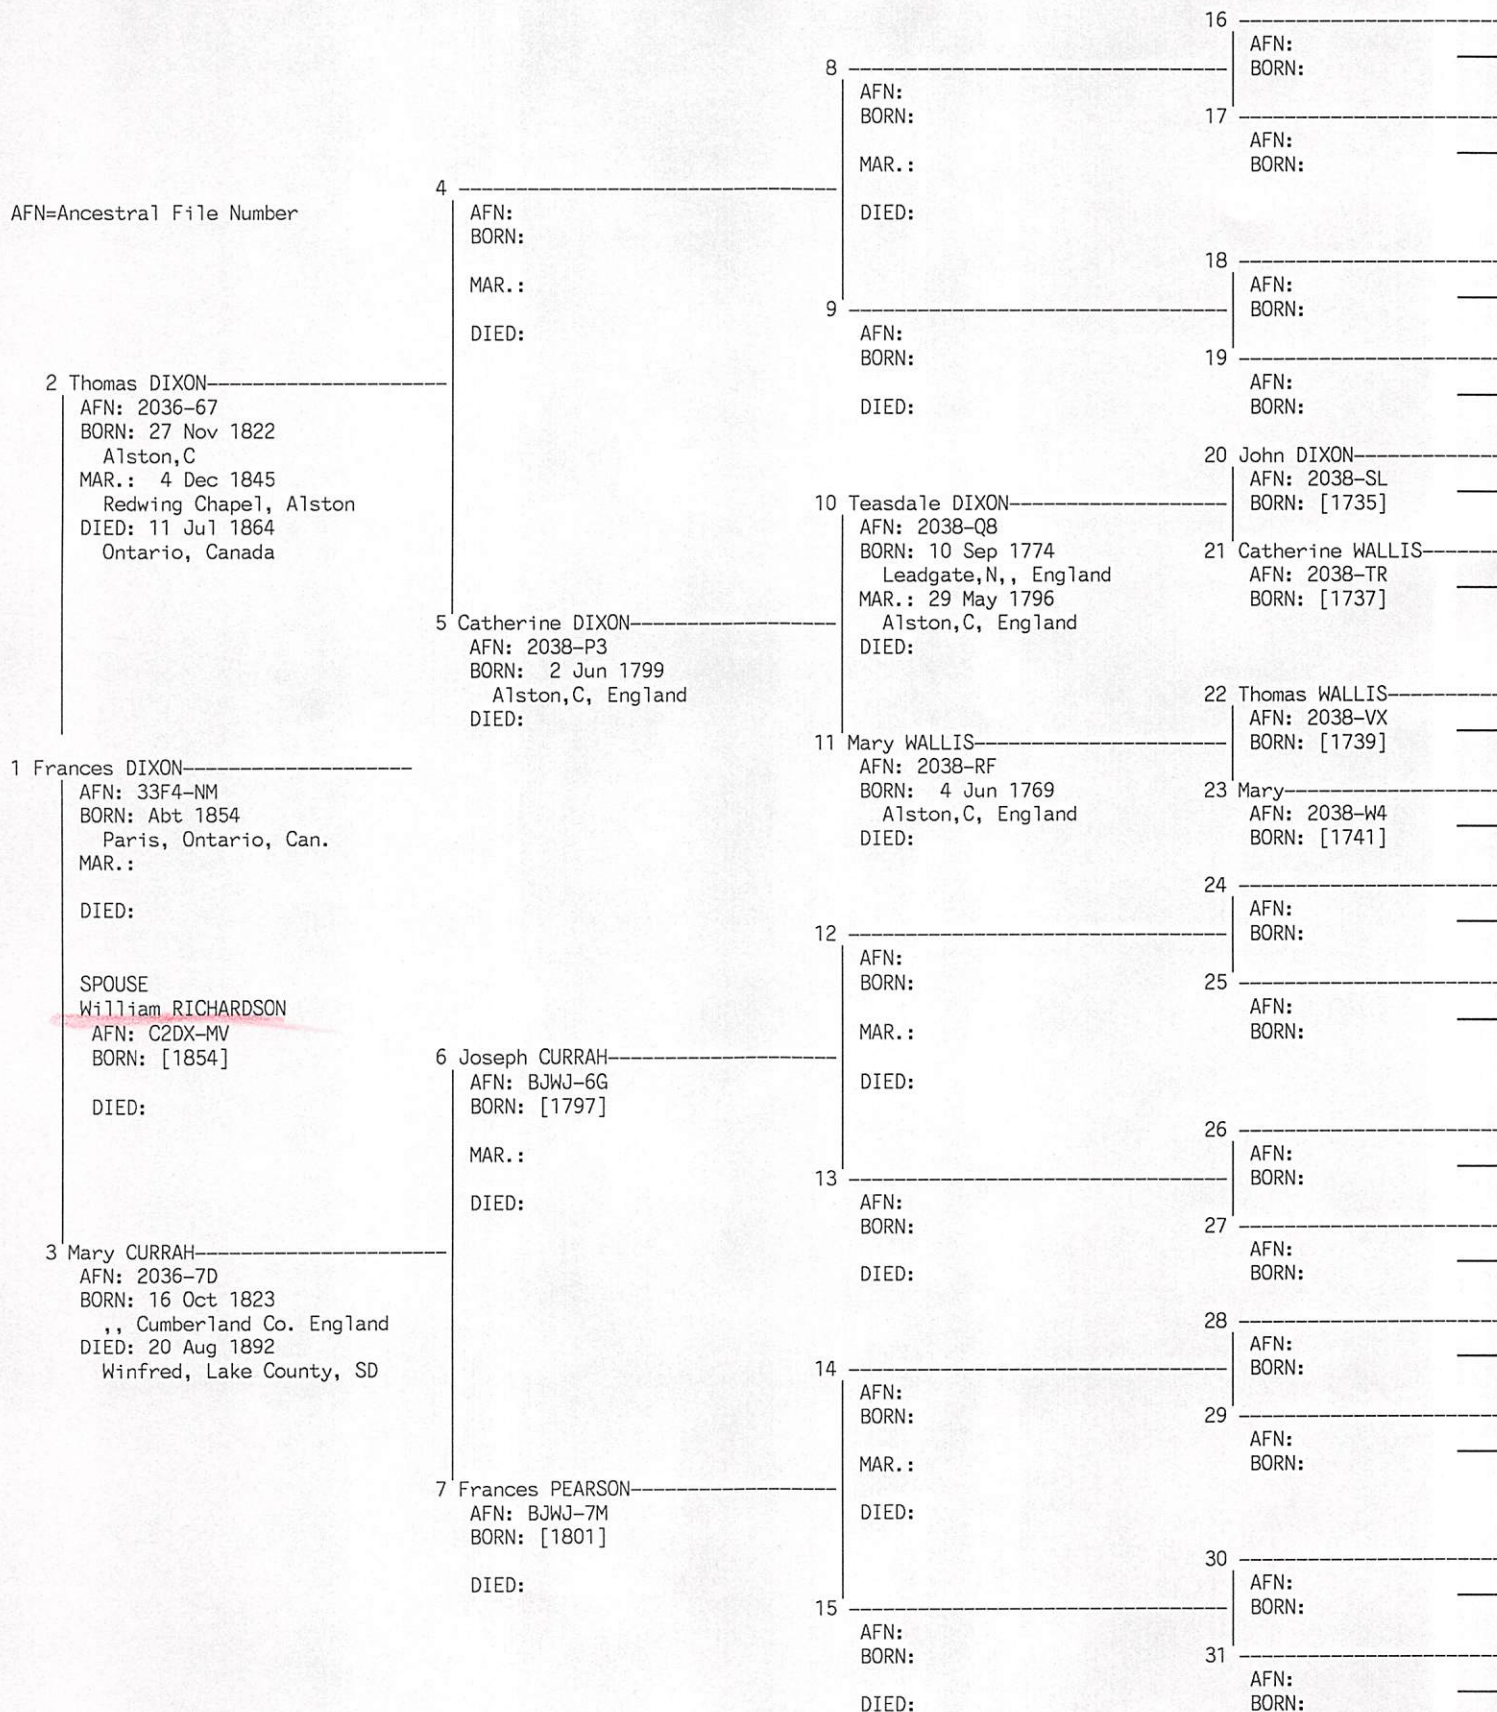 AFN=Ancestral File Number
1 Frances DIXON
AFN: 33F4-NM
BORN: Abt 1854
Paris, Ontario, Can.
MAR.:
DIED:
SPOUSE
William RICHARDSON
AFN: C2DX-MV
BORN: [1854]
DIED:
2 Thomas DIXON
AFN: 2036-67
BORN: 27 Nov 1822
Alston,C
MAR.: 4 Dec 1845
Redwing Chapel, Alston
DIED: 11 Jul 1864
Ontario, Canada
3 Mary CURRAH
AFN: 2036-7D
BORN: 16 Oct 1823
,, Cumberland Co. England
DIED: 20 Aug 1892
Winfred, Lake County, SD
4
AFN:
BORN:
MAR.:
DIED:
5 Catherine DIXON
AFN: 2038-P3
BORN: 2 Jun 1799
Alston,C, England
DIED:
6 Joseph CURRAH
AFN: BJWJ-6G
BORN: [1797]
MAR.:
DIED:
7 Frances PEARSON
AFN: BJWJ-7M
BORN: [1801]
DIED:
8
AFN:
BORN:
MAR.:
DIED:
9
AFN:
BORN:
DIED:
10 Teasdale DIXON
AFN: 2038-Q8
BORN: 10 Sep 1774
Leadgate,N,, England
MAR.: 29 May 1796
Alston,C, England
DIED:
11 Mary WALLIS
AFN: 2038-RF
BORN: 4 Jun 1769
Alston,C, England
DIED:
12
AFN:
BORN:
MAR.:
DIED:
13
AFN:
BORN:
DIED:
14
AFN:
BORN:
MAR.:
DIED:
15
AFN:
BORN:
DIED:
16
AFN:
BORN:
17
AFN:
BORN:
18
AFN:
BORN:
19
AFN:
BORN:
20 John DIXON
AFN: 2038-SL
BORN: [1735]
21 Catherine WALLIS
AFN: 2038-TR
BORN: [1737]
22 Thomas WALLIS
AFN: 2038-VX
BORN: [1739]
23 Mary
AFN: 2038-W4
BORN: [1741]
24
AFN:
BORN:
25
AFN:
BORN:
26
AFN:
BORN:
27
AFN:
BORN:
28
AFN:
BORN:
29
AFN:
BORN:
30
AFN:
BORN:
31
AFN:
BORN: